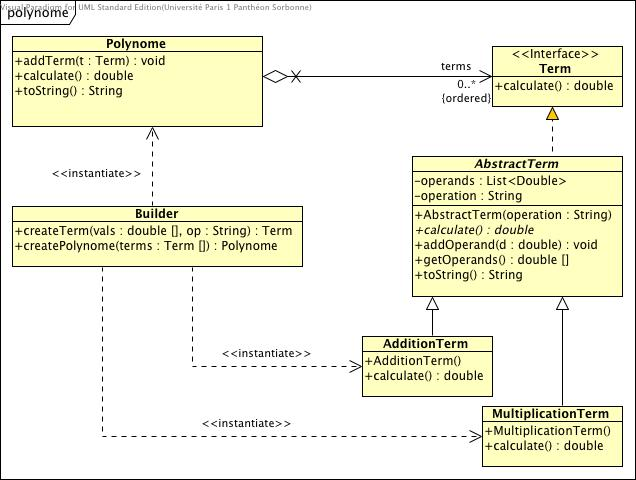 Visual Paradigm for UML Standard Edition(Université Paris 1 Panthéon Sorbonne)
polynome
Polynome
+addTerm(t : Term) : void
+calculate() : double
+toString() : String
terms
0..*
{ordered}
<<Interface>>
Term
+calculate() : double
<<instantiate>>
AbstractTerm
-operands : List<Double>
-operation : String
+AbstractTerm(operation : String)
+calculate() : double
+addOperand(d : double) : void
+getOperands() : double []
+toString() : String
Builder
+createTerm(vals : double [], op : String) : Term
+createPolynome(terms : Term []) : Polynome
<<instantiate>>
AdditionTerm
+AdditionTerm()
+calculate() : double
<<instantiate>>
MultiplicationTerm
+MultiplicationTerm()
+calculate() : double